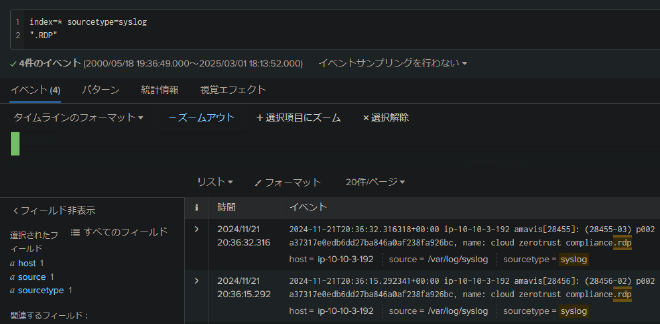 1 index=* sourcetype=syslog
2 ".RDP"
✓ 4件のイベント (2000/05/18 19:36:49.000～2025/03/01 18:13:52.000) イベントサンプリングを行わない ▾
イベント (4) パターン 統計情報 視覚エフェクト
タイムラインのフォーマット ▾ −ズームアウト +選択項目にズーム ×選択解除
リスト ▾ フォーマット 20件/ページ ▾
< フィールド非表示 すべてのフィールド
選択されたフィールド
a host 1
a source 1
a sourcetype 1
関連するフィールド：
i 時間 イベント
> 2024/11/21 20:36:32.316
2024-11-21T20:36:32.316318+00:00 ip-10-10-3-192 amavis[28455]: (28455-03) p002
a37317e0edb6dd27ba846a0af238fa926bc, name: cloud zerotrust compliance.rdp
host = ip-10-10-3-192 source = /var/log/syslog sourcetype = syslog
> 2024/11/21 20:36:15.292
2024-11-21T20:36:15.292341+00:00 ip-10-10-3-192 amavis[28456]: (28456-02) p002
a37317e0edb6dd27ba846a0af238fa926bc, name: cloud zerotrust compliance.rdp
host = ip-10-10-3-192 source = /var/log/syslog sourcetype = syslog